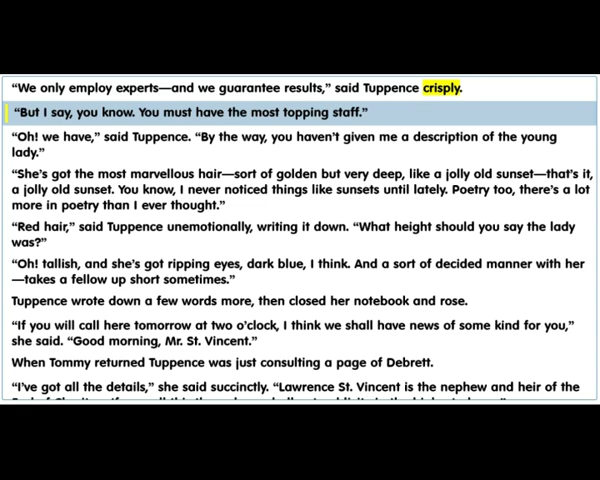 “We only employ experts—and we guarantee results,” said Tuppence crisply.
“But I say, you know. You must have the most topping staff.”
“Oh! we have,” said Tuppence. “By the way, you haven’t given me a description of the young
lady.”
“She’s got the most marvellous hair—sort of golden but very deep, like a jolly old sunset—that’s it,
a jolly old sunset. You know, I never noticed things like sunsets until lately. Poetry too, there’s a lot
more in poetry than I ever thought.”
“Red hair,” said Tuppence unemotionally, writing it down. “What height should you say the lady
was?”
“Oh! tallish, and she’s got ripping eyes, dark blue, I think. And a sort of decided manner with her
—takes a fellow up short sometimes.”
Tuppence wrote down a few words more, then closed her notebook and rose.
“If you will call here tomorrow at two o’clock, I think we shall have news of some kind for you,”
she said. “Good morning, Mr. St. Vincent.”
When Tommy returned Tuppence was just consulting a page of Debrett.
“I’ve got all the details,” she said succinctly. “Lawrence St. Vincent is the nephew and heir of the